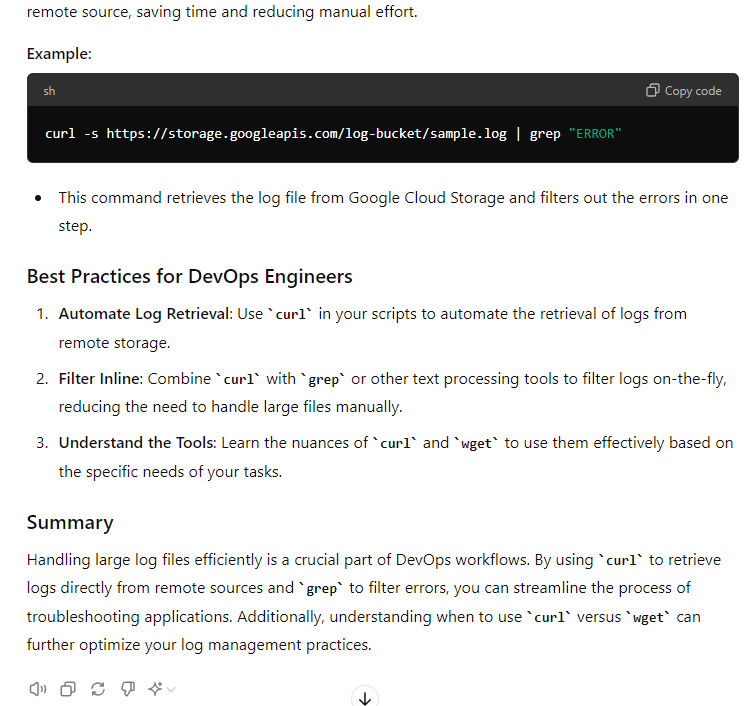 remote source, saving time and reducing manual effort.
Example:
sh
Copy code
curl -s https://storage.googleapis.com/log-bucket/sample.log | grep "ERROR"
• This command retrieves the log file from Google Cloud Storage and filters out the errors in one
step.
Best Practices for DevOps Engineers
1. Automate Log Retrieval: Use `curl` in your scripts to automate the retrieval of logs from
remote storage.
2. Filter Inline: Combine `curl` with `grep` or other text processing tools to filter logs on-the-fly,
reducing the need to handle large files manually.
3. Understand the Tools: Learn the nuances of `curl` and `wget` to use them effectively based on
the specific needs of your tasks.
Summary
Handling large log files efficiently is a crucial part of DevOps workflows. By using `curl` to retrieve
logs directly from remote sources and `grep` to filter errors, you can streamline the process of
troubleshooting applications. Additionally, understanding when to use `curl` versus `wget` can
further optimize your log management practices.